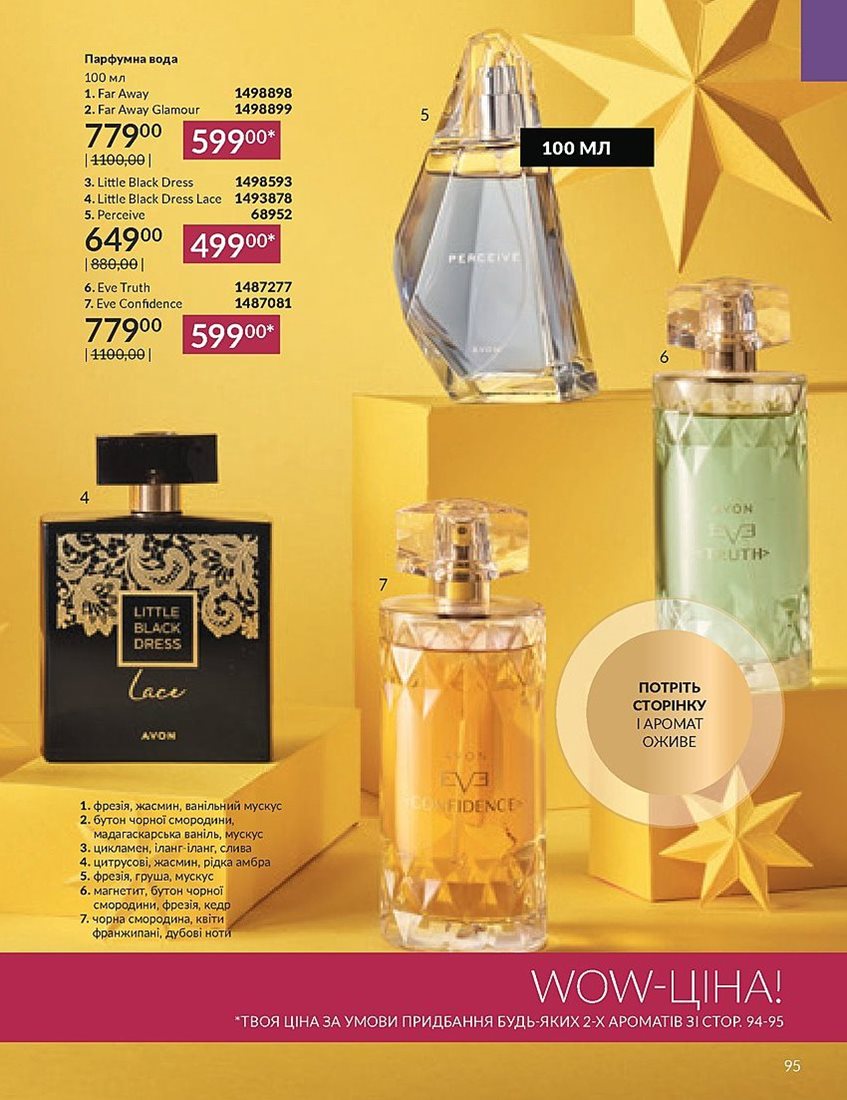 Парфумна вода
100 мл
1. Far Away 1498898
2. Far Away Glamour 1498899
77900 59900*
|1100,00|
3. Little Black Dress 1498593
4. Little Black Dress Lace 1493878
5. Perceive 68952
64900 49900*
|880,00|
6. Eve Truth 1487277
7. Eve Confidence 1487081
77900 59900*
|1100,00|
5
100 МЛ
PERCEIVE
AVON
6
AVON
EVE
<TRUTH>
4
LITTLE
BLACK
DRESS
Lace
AVON
7
AVON
EVE
<CONFIDENCE>
ПОТРІТЬ
СТОРІНКУ
І АРОМАТ
ОЖИВЕ
1. фрезія, жасмин, ванільний мускус
2. бутон чорної смородини,
мадагаскарська ваніль, мускус
3. цикламен, іланг-іланг, слива
4. цитрусові, жасмин, рідка амбра
5. фрезія, груша, мускус
6. магнетит, бутон чорної
смородини, фрезія, кедр
7. чорна смородина, квіти
франжипані, дубові ноти
WOW-ЦІНА!
*ТВОЯ ЦІНА ЗА УМОВИ ПРИДБАННЯ БУДЬ-ЯКИХ 2-Х АРОМАТІВ ЗІ СТОР. 94-95
95